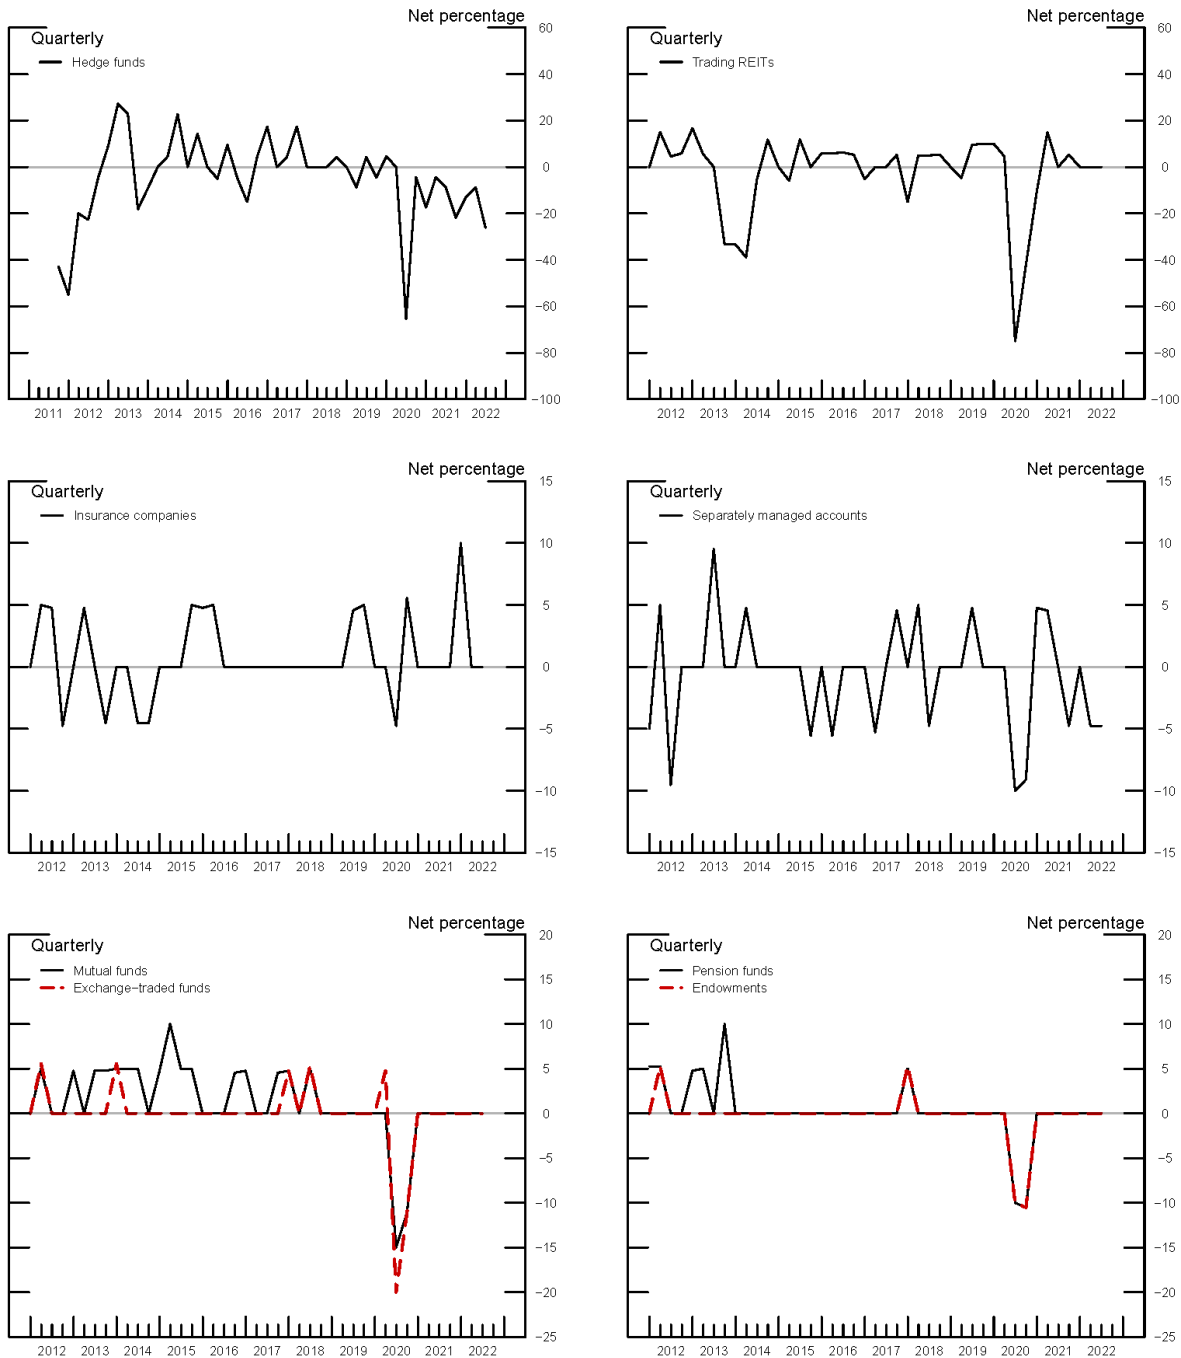 Net percentage
Quarterly
Hedge funds
60
40
20
0
−20
−40
−60
−80
−100
2011 2012 2013 2014 2015 2016 2017 2018 2019 2020 2021 2022
Net percentage
Quarterly
Trading REITs
60
40
20
0
−20
−40
−60
−80
−100
2012 2013 2014 2015 2016 2017 2018 2019 2020 2021 2022
Net percentage
Quarterly
Insurance companies
15
10
5
0
−5
−10
−15
2012 2013 2014 2015 2016 2017 2018 2019 2020 2021 2022
Net percentage
Quarterly
Separately managed accounts
15
10
5
0
−5
−10
−15
2012 2013 2014 2015 2016 2017 2018 2019 2020 2021 2022
Net percentage
Quarterly
Mutual funds
Exchange−traded funds
20
15
10
5
0
−5
−10
−15
−20
−25
2012 2013 2014 2015 2016 2017 2018 2019 2020 2021 2022
Net percentage
Quarterly
Pension funds
Endowments
20
15
10
5
0
−5
−10
−15
−20
−25
2012 2013 2014 2015 2016 2017 2018 2019 2020 2021 2022